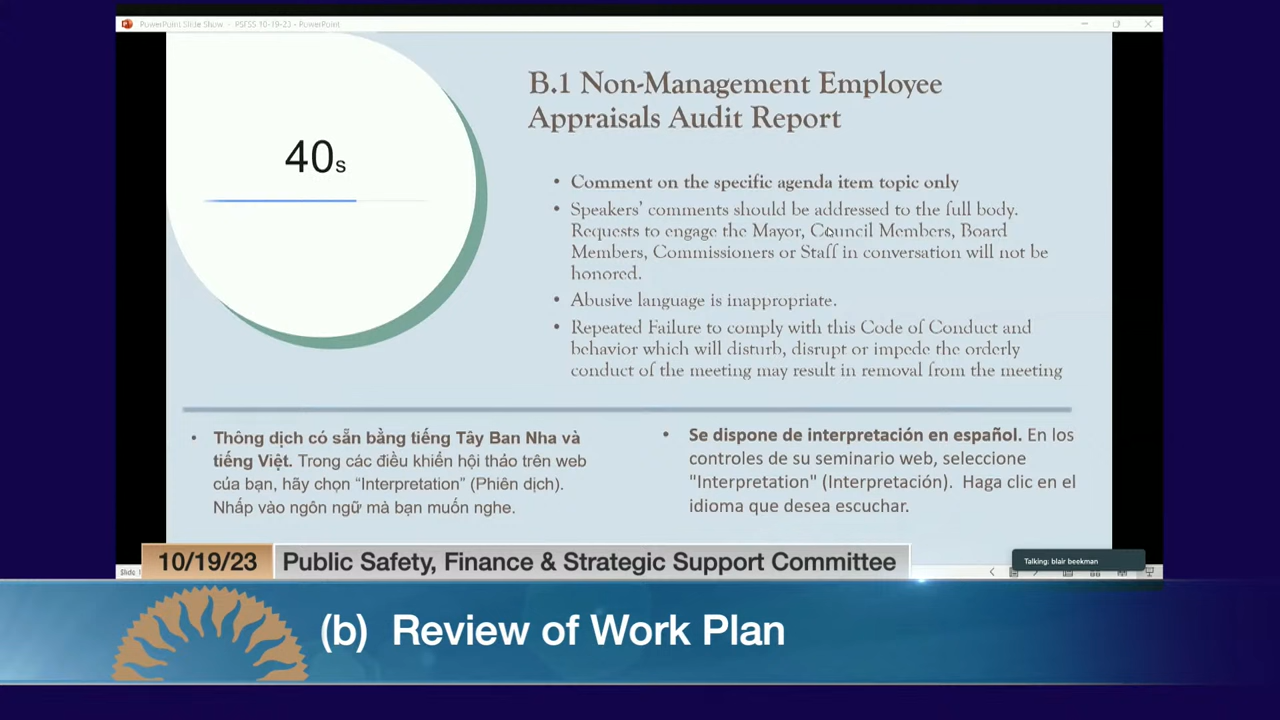 PowerPoint Slide Show - PSFSS 10-19-23 - PowerPoint
40s
B.1 Non-Management Employee
Appraisals Audit Report
• Comment on the specific agenda item topic only
• Speakers' comments should be addressed to the full body.
Requests to engage the Mayor, Council Members, Board
Members, Commissioners or Staff in conversation will not be
honored.
• Abusive language is inappropriate.
• Repeated Failure to comply with this Code of Conduct and
behavior which will disturb, disrupt or impede the orderly
conduct of the meeting may result in removal from the meeting
• Thông dịch có sẵn bằng tiếng Tây Ban Nha và
tiếng Việt. Trong các điều khiển hội thảo trên web
của bạn, hãy chọn “Interpretation” (Phiên dịch).
Nhấp vào ngôn ngữ mà bạn muốn nghe.
• Se dispone de interpretación en español. En los
controles de su seminario web, seleccione
"Interpretation" (Interpretación). Haga clic en el
idioma que desea escuchar.
Talking: blair beekman
Slide
10/19/23 Public Safety, Finance & Strategic Support Committee
(b) Review of Work Plan